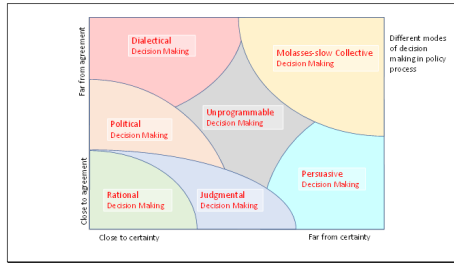 Dialectical
Decision Making
Molasses-slow Collective
Decision Making
Different modes
of decision
making in policy
process
Far from agreement
Unprogrammable
Decision Making
Political
Decision Making
Persuasive
Decision Making
Close to agreement
Rational
Decision Making
Judgmental
Decision Making
Close to certainty
Far from certainty